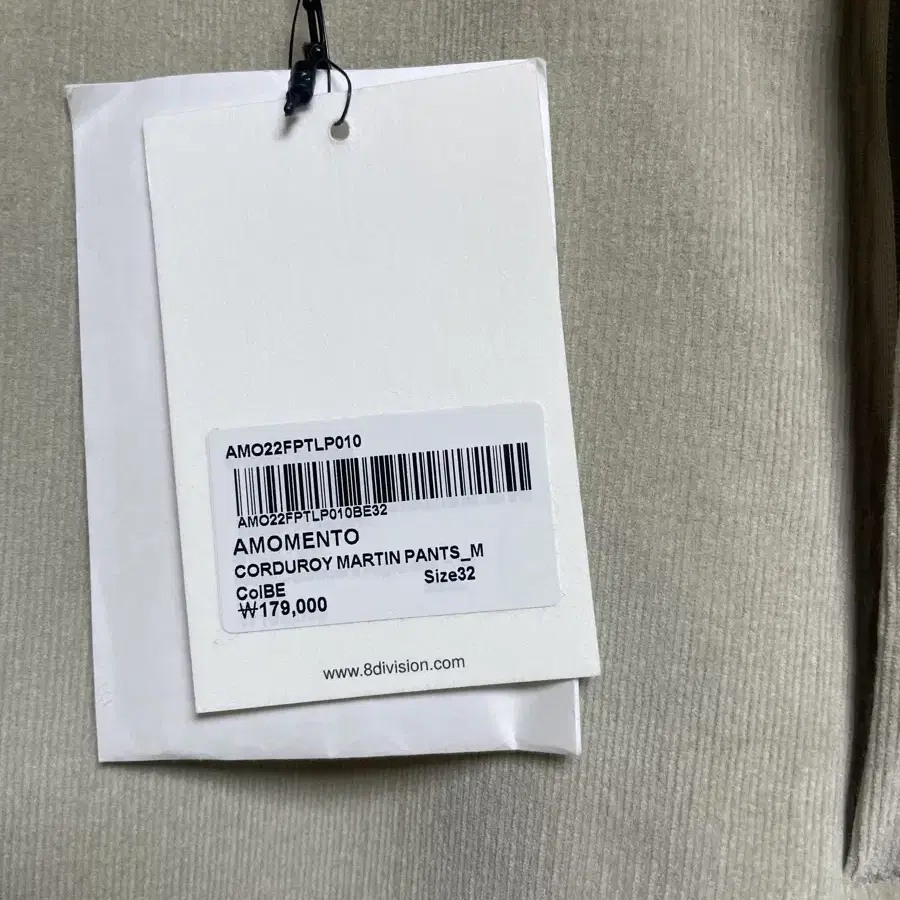 AMO22FPTLP010
AMO22FPTLP010BE32
AMOMENTO
CORDUROY MARTIN PANTS_M
ColBE Size32
₩179,000
www.8division.com